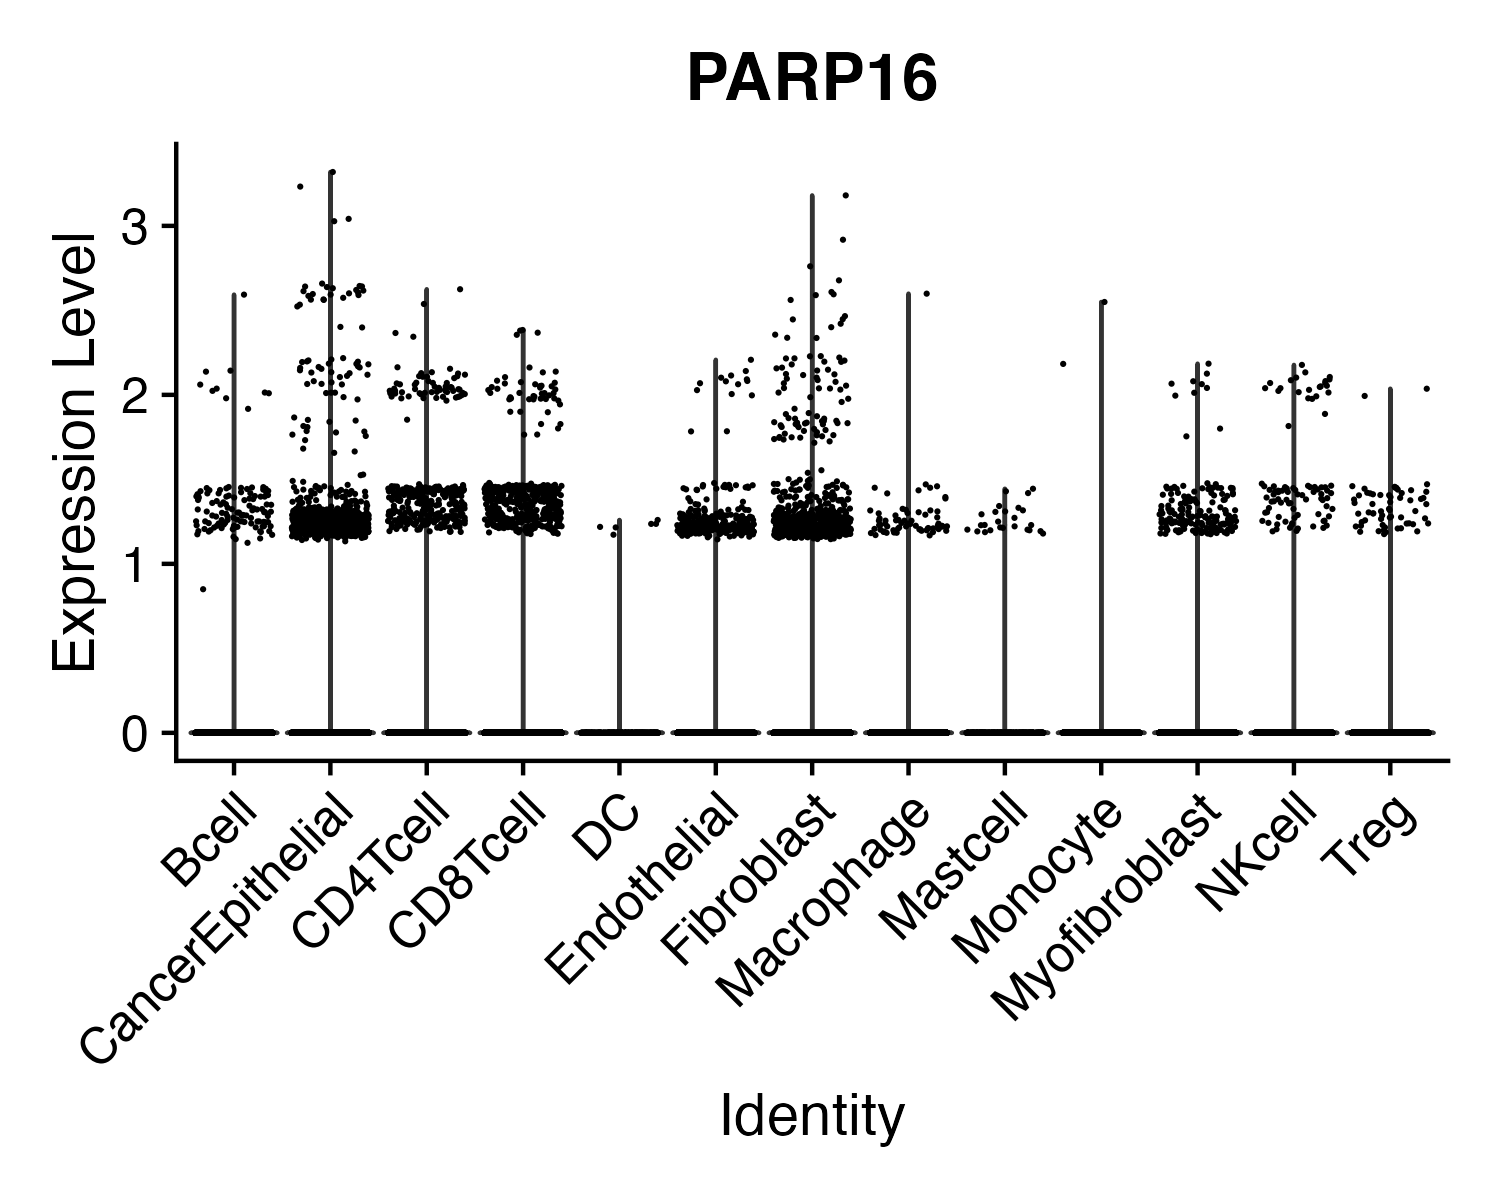 PARP16
Expression Level
3
2
1
0
Bcell
CancerEpithelial
CD4Tcell
CD8Tcell
DC
Endothelial
Fibroblast
Macrophage
Mastcell
Monocyte
Myofibroblast
NKcell
Treg
Identity